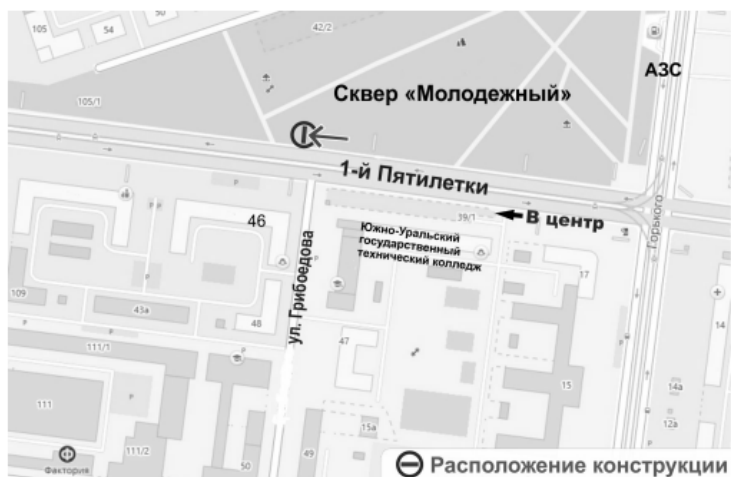 105
54
50
42/2
АЗС
Сквер «Молодежный»
105/1
1-й Пятилетки
P
39/1
В центр
46
P P
Южно-Уральский
государственный
технический колледж
Горького
ул. Грибоедова
P
17
109
43а
P
48
47
14
P
111/1
P
P
15
14а
111
P
15а
12а
111/2
50
49
Фактория
Расположение конструкции